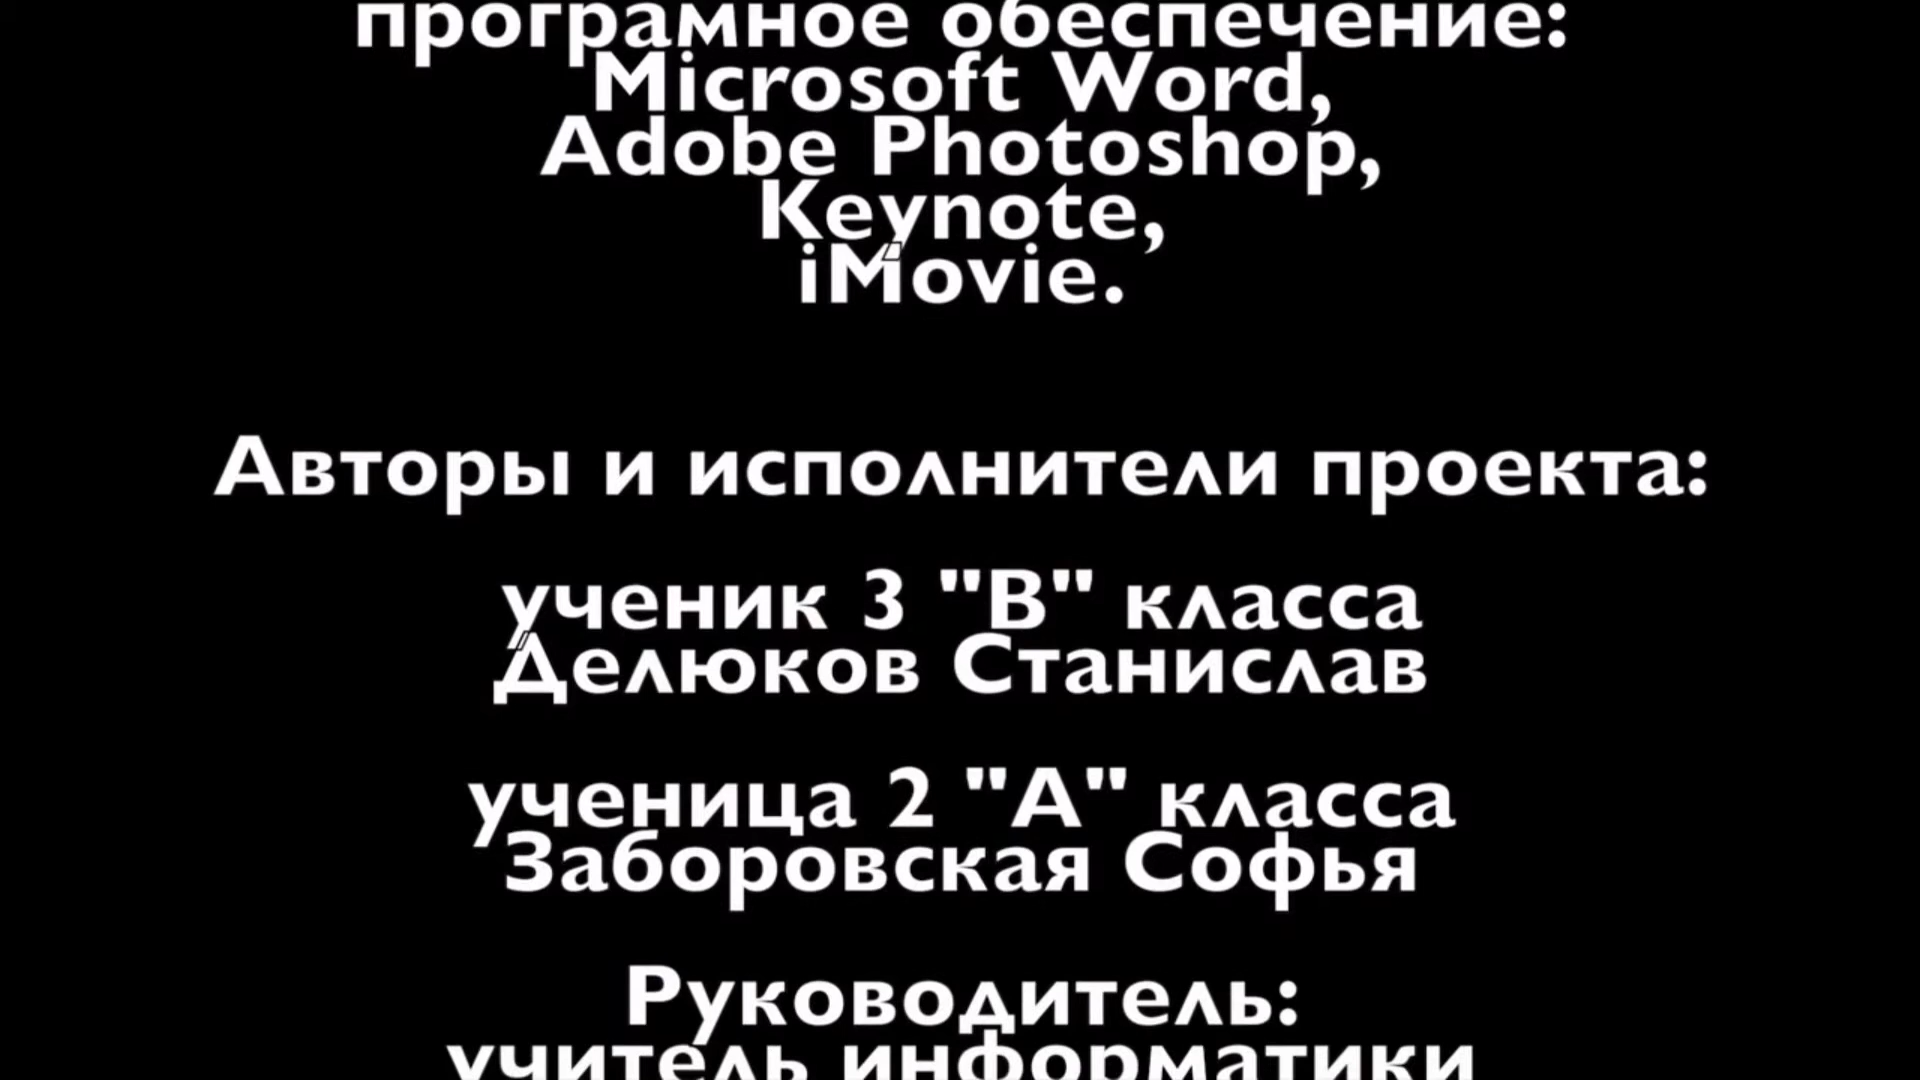 програмное обеспечение:
Microsoft Word,
Adobe Photoshop,
Keynote,
iMovie.
Авторы и исполнители проекта:
ученик 3 "В" класса
Делюков Станислав
ученица 2 "А" класса
Заборовская Софья
Руководитель:
учитель информатики